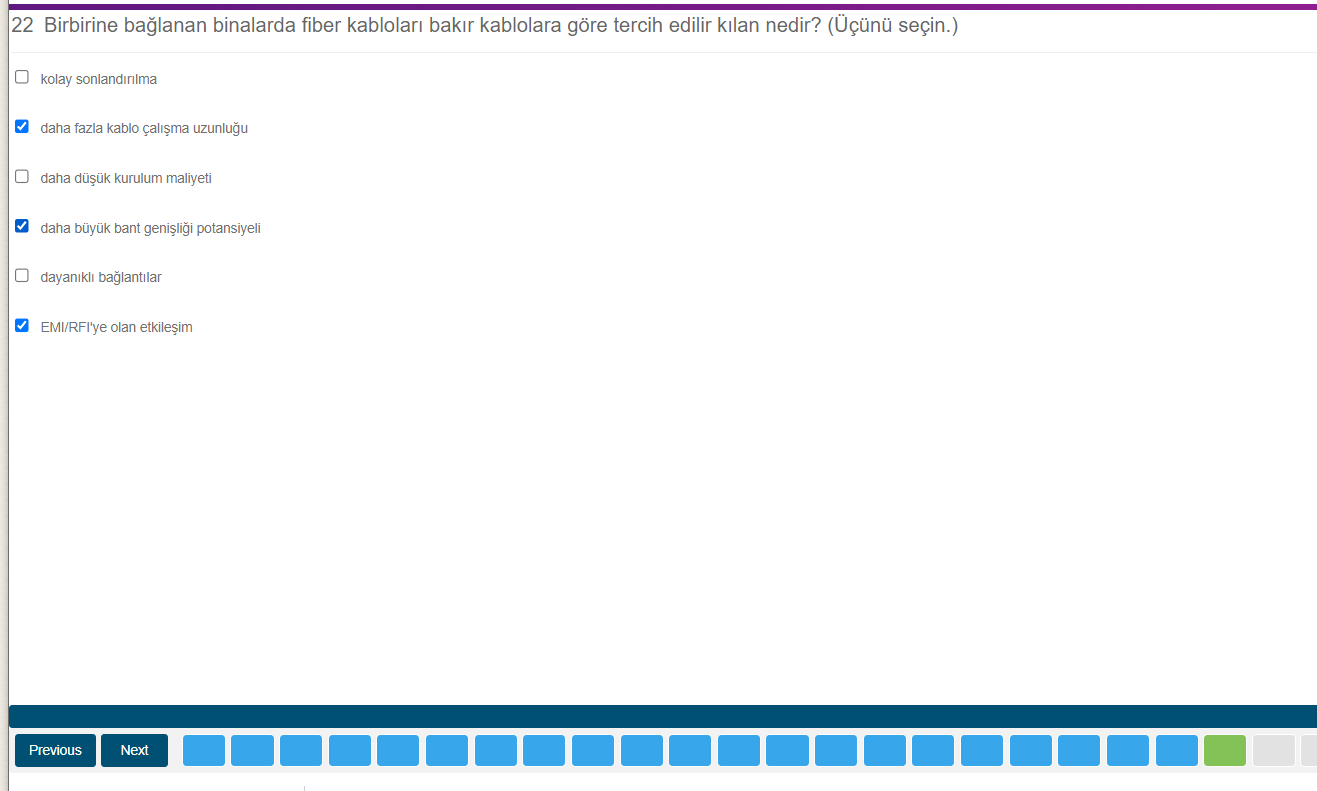 22 Birbirine bağlanan binalarda fiber kabloları bakır kablolara göre tercih edilir kılan nedir? (Üçünü seçin.)
kolay sonlandırılma
daha fazla kablo çalışma uzunluğu
daha düşük kurulum maliyeti
daha büyük bant genişliği potansiyeli
dayanıklı bağlantılar
EMI/RFI'ye olan etkileşim
Previous Next